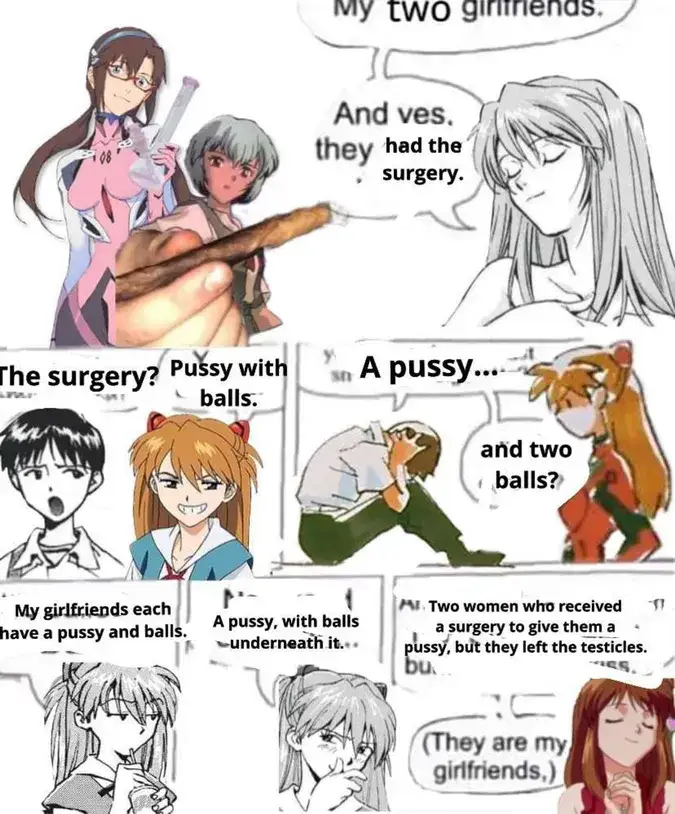 My two girlfriends.
And yes,
they had the
surgery.
08
The surgery?
Pussy with
balls.
A pussy...
and two
balls?
My girlfriends each
have a pussy and balls.
A pussy, with balls
underneath it.
Two women who received
a surgery to give them a
pussy, but they left the testicles.
(They are my
girlfriends,)